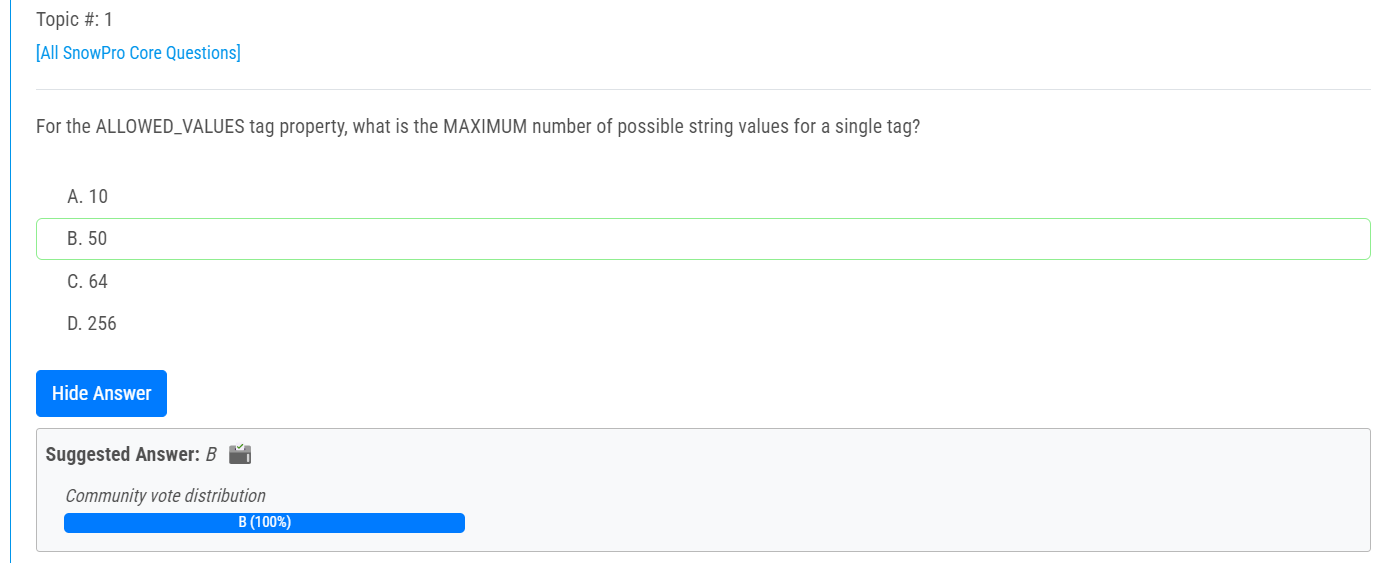 Topic #: 1
[All SnowPro Core Questions]
For the ALLOWED_VALUES tag property, what is the MAXIMUM number of possible string values for a single tag?
A. 10
B. 50
C. 64
D. 256
Hide Answer
Suggested Answer: B
Community vote distribution
B (100%)